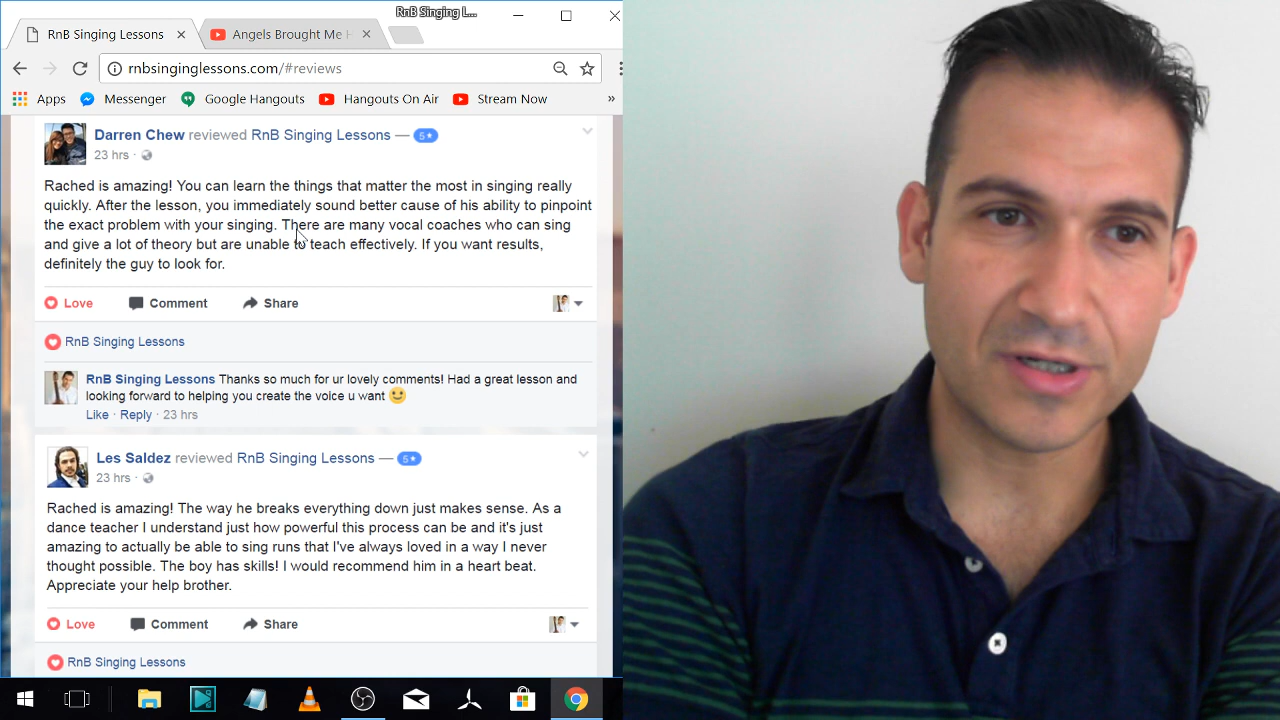 RnB Singing L...
RnB Singing Lessons
Angels Brought Me H
rnbsinginglessons.com/#reviews
Apps Messenger Google Hangouts Hangouts On Air Stream Now »
Darren Chew reviewed RnB Singing Lessons — 5★
23 hrs ·
Rached is amazing! You can learn the things that matter the most in singing really
quickly. After the lesson, you immediately sound better cause of his ability to pinpoint
the exact problem with your singing. There are many vocal coaches who can sing
and give a lot of theory but are unable to teach effectively. If you want results,
definitely the guy to look for.
Love Comment Share
RnB Singing Lessons
RnB Singing Lessons Thanks so much for ur lovely comments! Had a great lesson and
looking forward to helping you create the voice u want
Like · Reply · 23 hrs
Les Saldez reviewed RnB Singing Lessons — 5★
23 hrs ·
Rached is amazing! The way he breaks everything down just makes sense. As a
dance teacher I understand just how powerful this process can be and it's just
amazing to actually be able to sing runs that I've always loved in a way I never
thought possible. The boy has skills! I would recommend him in a heart beat.
Appreciate your help brother.
Love Comment Share
RnB Singing Lessons